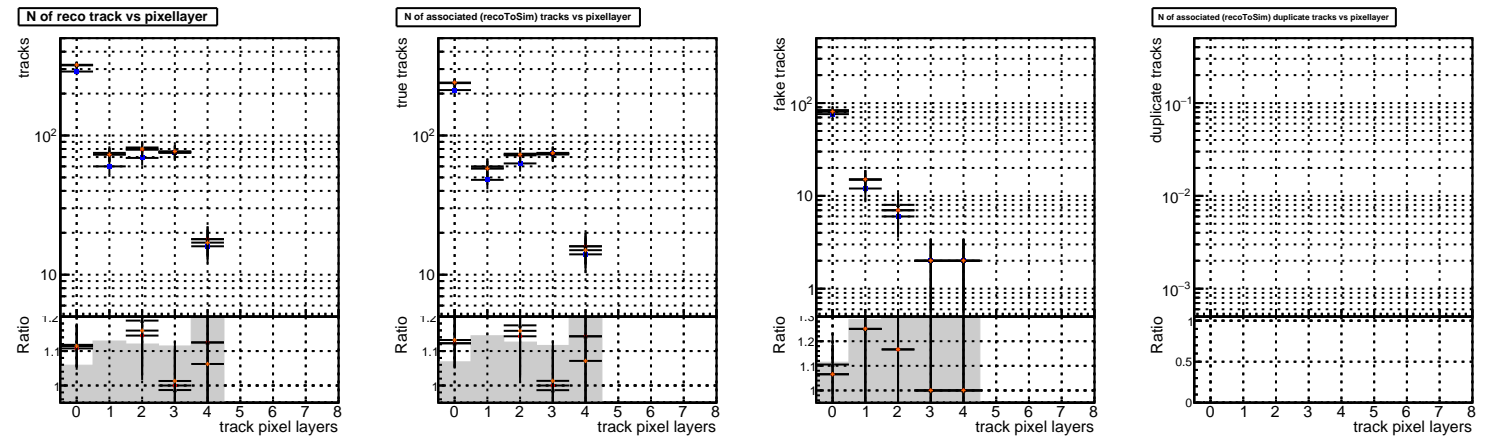 N of reco track vs pixellayer
tracks
10²
10
Ratio
1.2
1.1
1
0 1 2 3 4 5 6 7 8
track pixel layers
N of associated (recoToSim) tracks vs pixellayer
true tracks
10²
10
Ratio
1.2
1.1
1
0 1 2 3 4 5 6 7 8
track pixel layers
fake tracks
10²
10
1
Ratio
1.3
1.2
1.1
1
0 1 2 3 4 5 6 7 8
track pixel layers
N of associated (recoToSim) duplicate tracks vs pixellayer
duplicate tracks
10⁻¹
10⁻²
10⁻³
Ratio
1
0.5
0
0 1 2 3 4 5 6 7 8
track pixel layers